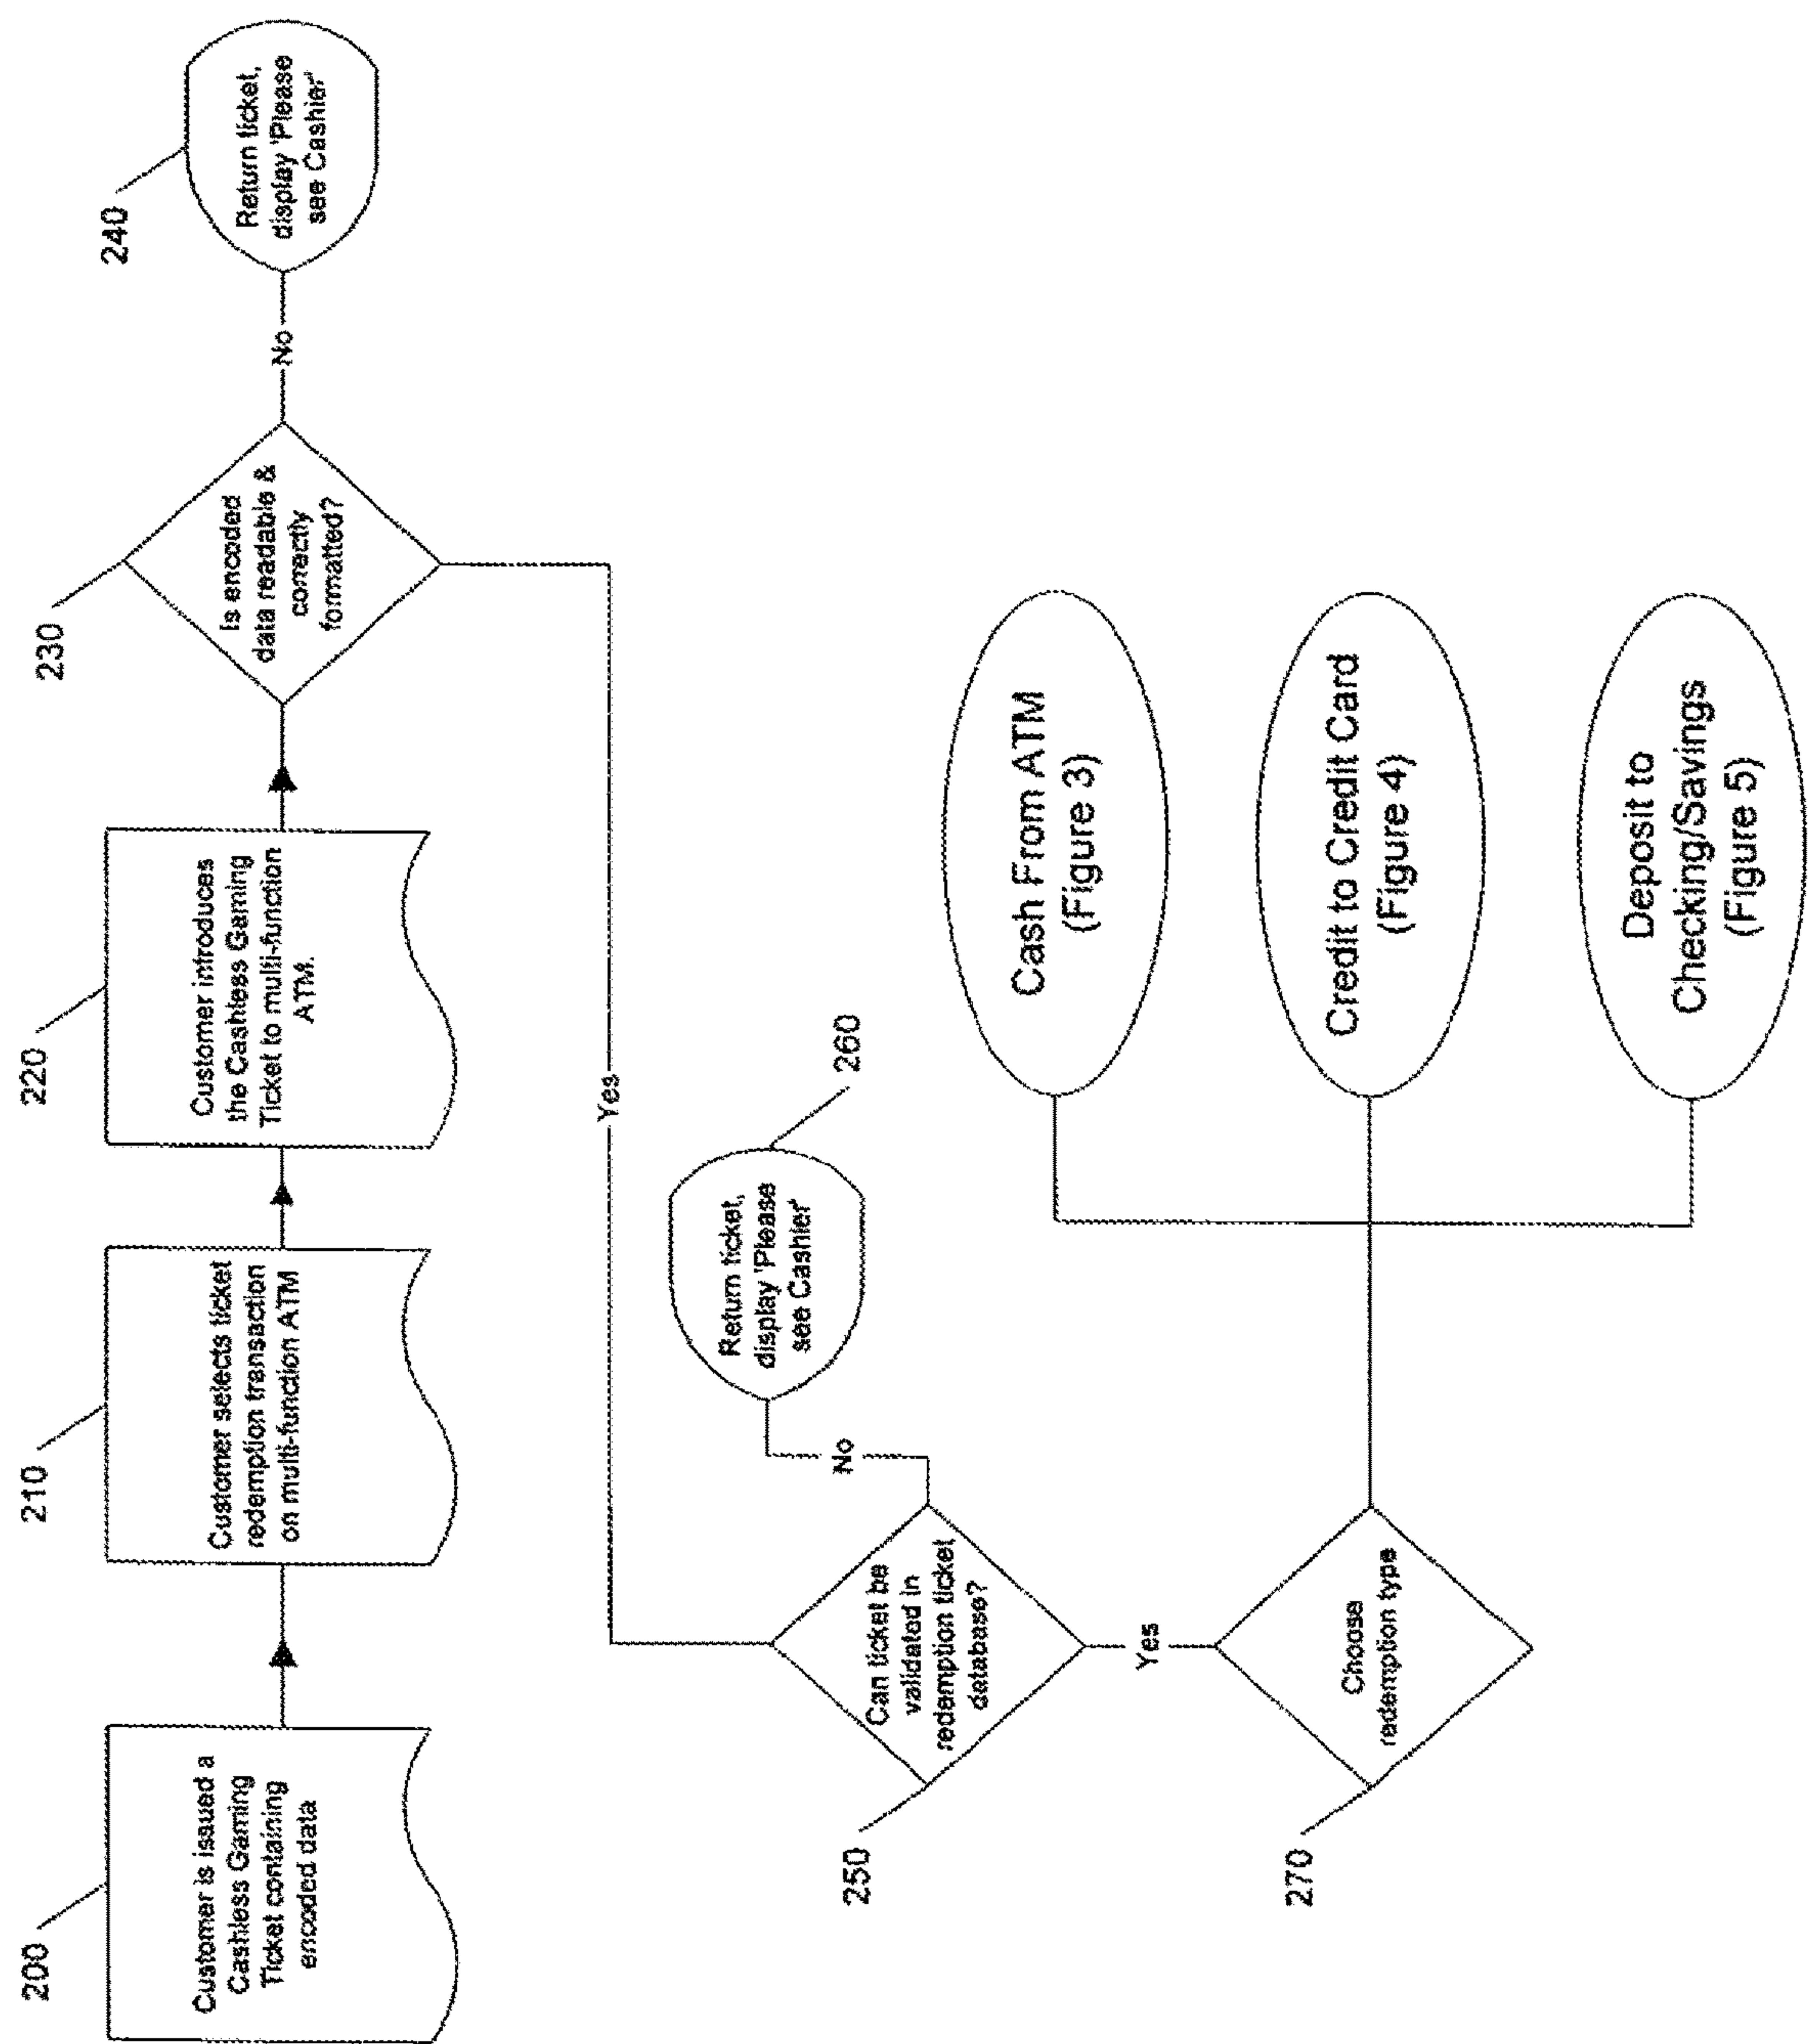 200
Customer is issued a
Cashless Gaming
Ticket containing
encoded data
210
Customer selects ticket
redemption transaction
on multi-function ATM
220
Customer introduces
the Cashless Gaming
Ticket to multi-function
ATM.
230
Is encoded
data readable &
correctly
formatted?
No
240
Return ticket,
display 'Please
see Cashier'
Yes
250
Can ticket be
validated in
redemption ticket
database?
No
260
Return ticket,
display 'Please
see Cashier'
Yes
270
Choose
redemption type
Cash From ATM
(Figure 3)
Credit to Credit Card
(Figure 4)
Deposit to
Checking/Savings
(Figure 5)